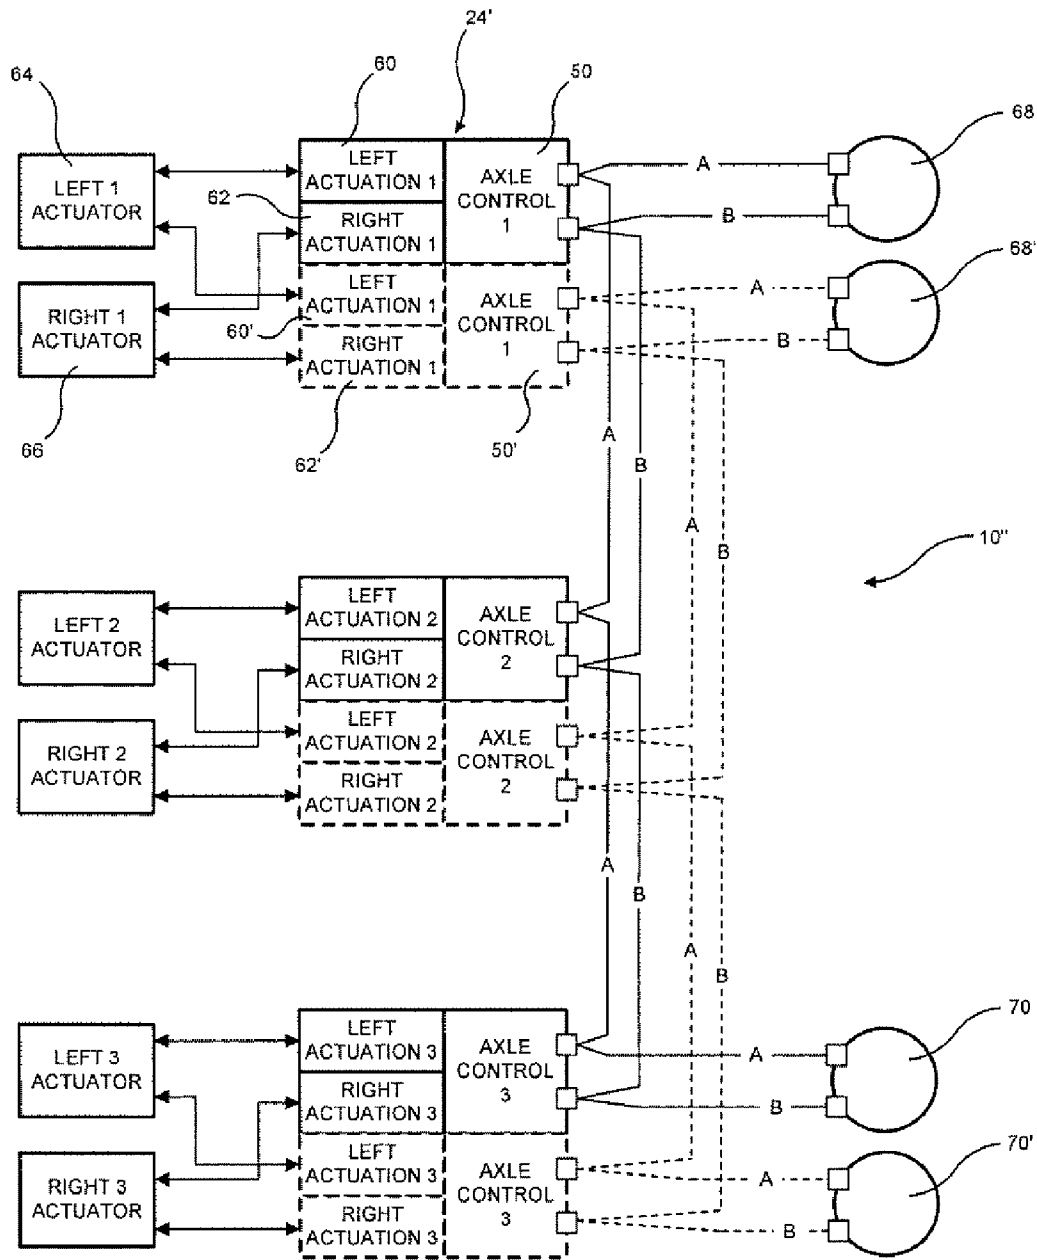 24'
64
60
50
68
LEFT 1
ACTUATOR
LEFT
ACTUATION 1
AXLE
CONTROL
1
A
62
RIGHT
ACTUATION 1
B
68'
RIGHT 1
ACTUATOR
LEFT
ACTUATION 1
60'
AXLE
CONTROL
1
A
RIGHT
ACTUATION 1
B
66
62'
50'
A
B
A
B
10"
LEFT 2
ACTUATOR
LEFT
ACTUATION 2
AXLE
CONTROL
2
RIGHT
ACTUATION 2
RIGHT 2
ACTUATOR
LEFT
ACTUATION 2
AXLE
CONTROL
2
RIGHT
ACTUATION 2
A
B
A
B
70
LEFT 3
ACTUATOR
LEFT
ACTUATION 3
AXLE
CONTROL
3
A
RIGHT
ACTUATION 3
B
70'
RIGHT 3
ACTUATOR
LEFT
ACTUATION 3
AXLE
CONTROL
3
A
RIGHT
ACTUATION 3
B